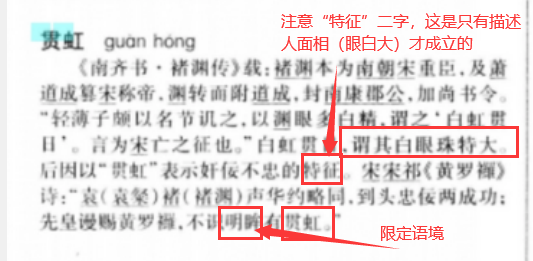 注意“特征”二字，这是只有描述
人面相（眼白大）才成立的
贯虹 guàn hóng
《南齐书·褚渊传》载：褚渊本为南朝宋重臣，及萧
道成篡宋称帝，渊转而附道成，封南康郡公，加尚书令。
“轻薄子颇以名节讥之，以渊眼多白精，谓之‘白虹贯
日’。言为宋亡之征也。”白虹贯，谓其白眼珠特大。
后因以“贯虹”表示奸佞不忠的特征。宋宋祁《黄罗襌》
诗：“袁（袁粲）褚（褚渊）声华约略同，到头忠佞两成功；
先皇谩赐黄罗襌，不识明眸有贯虹。”
限定语境